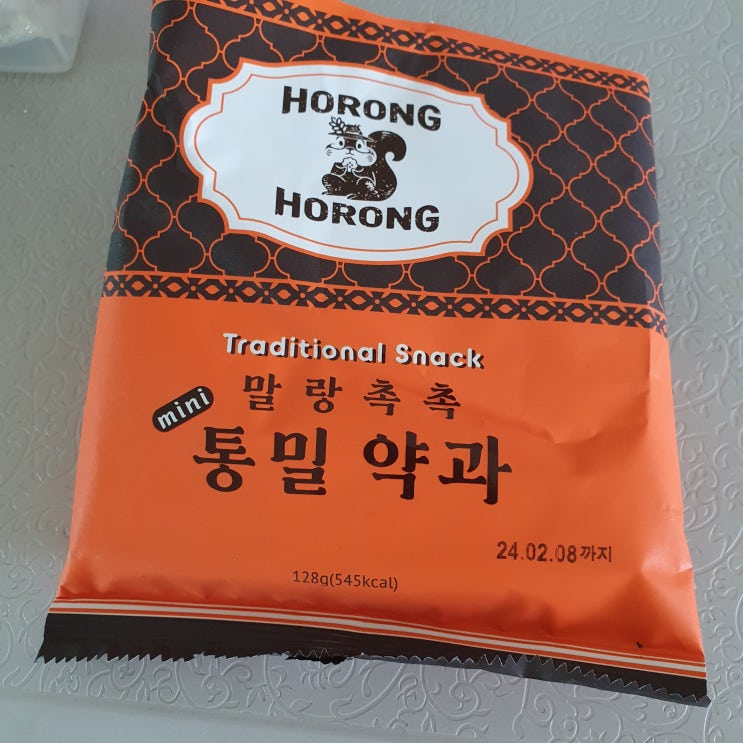 HORONG
HORONG
Traditional Snack
말랑촉촉
mini
통밀 약과
24.02.08까지
128g(545kcal)